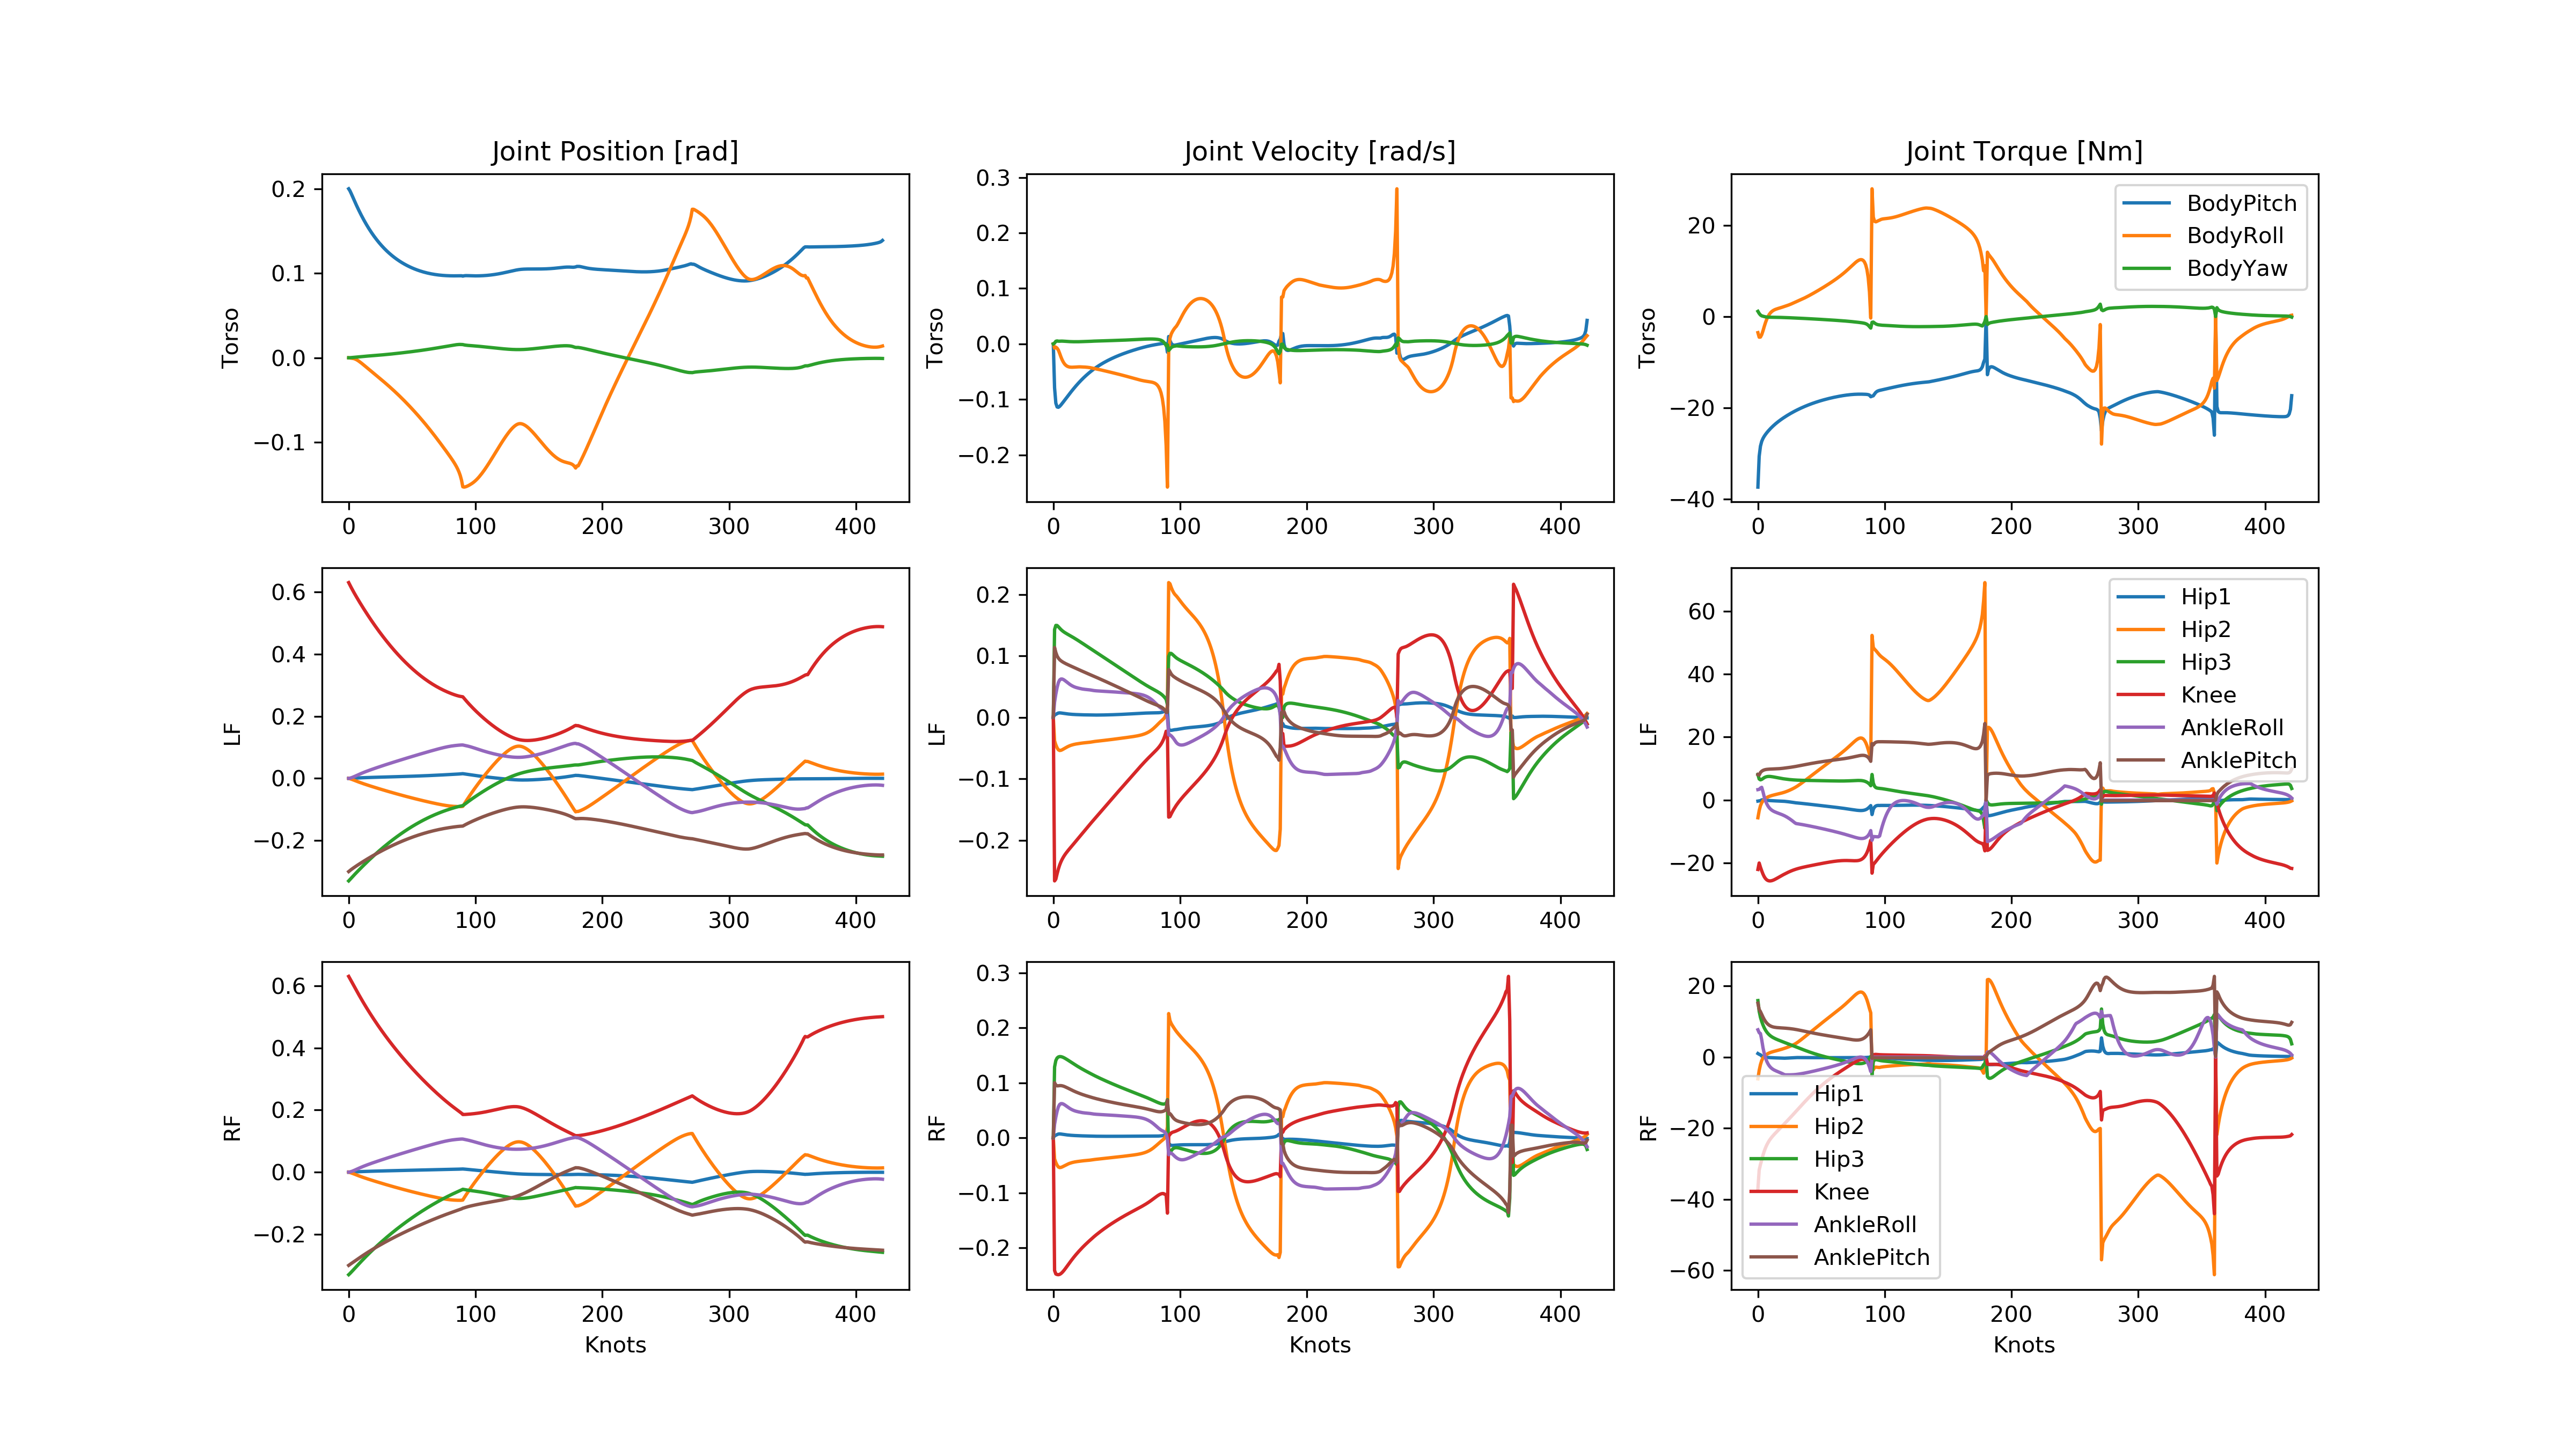 Joint Position [rad]
Joint Velocity [rad/s]
Joint Torque [Nm]
Torso
0.2
0.1
0.0
−0.1
0 100 200 300 400
Torso
0.3
0.2
0.1
0.0
−0.1
−0.2
0 100 200 300 400
Torso
20
0
−20
−40
0 100 200 300 400
BodyPitch
BodyRoll
BodyYaw
LF
0.6
0.4
0.2
0.0
−0.2
0 100 200 300 400
LF
0.2
0.1
0.0
−0.1
−0.2
0 100 200 300 400
LF
60
40
20
0
−20
0 100 200 300 400
Hip1
Hip2
Hip3
Knee
AnkleRoll
AnklePitch
RF
0.6
0.4
0.2
0.0
−0.2
0 100 200 300 400
Knots
RF
0.3
0.2
0.1
0.0
−0.1
−0.2
0 100 200 300 400
Knots
RF
20
0
−20
−40
−60
0 100 200 300 400
Knots
Hip1
Hip2
Hip3
Knee
AnkleRoll
AnklePitch